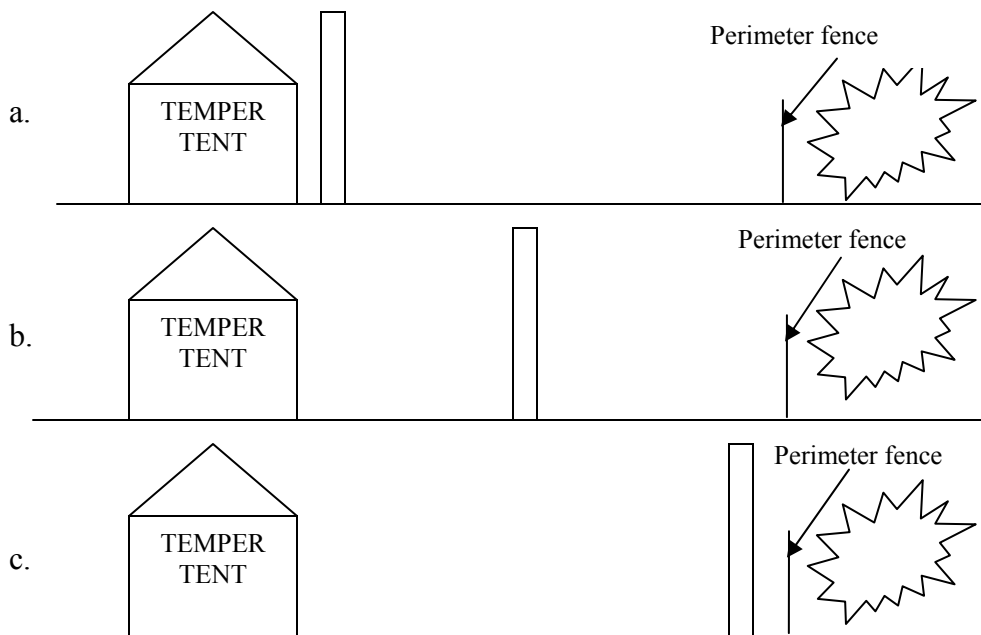 Perimeter fence
a.
TEMPER
TENT
Perimeter fence
b.
TEMPER
TENT
Perimeter fence
c.
TEMPER
TENT